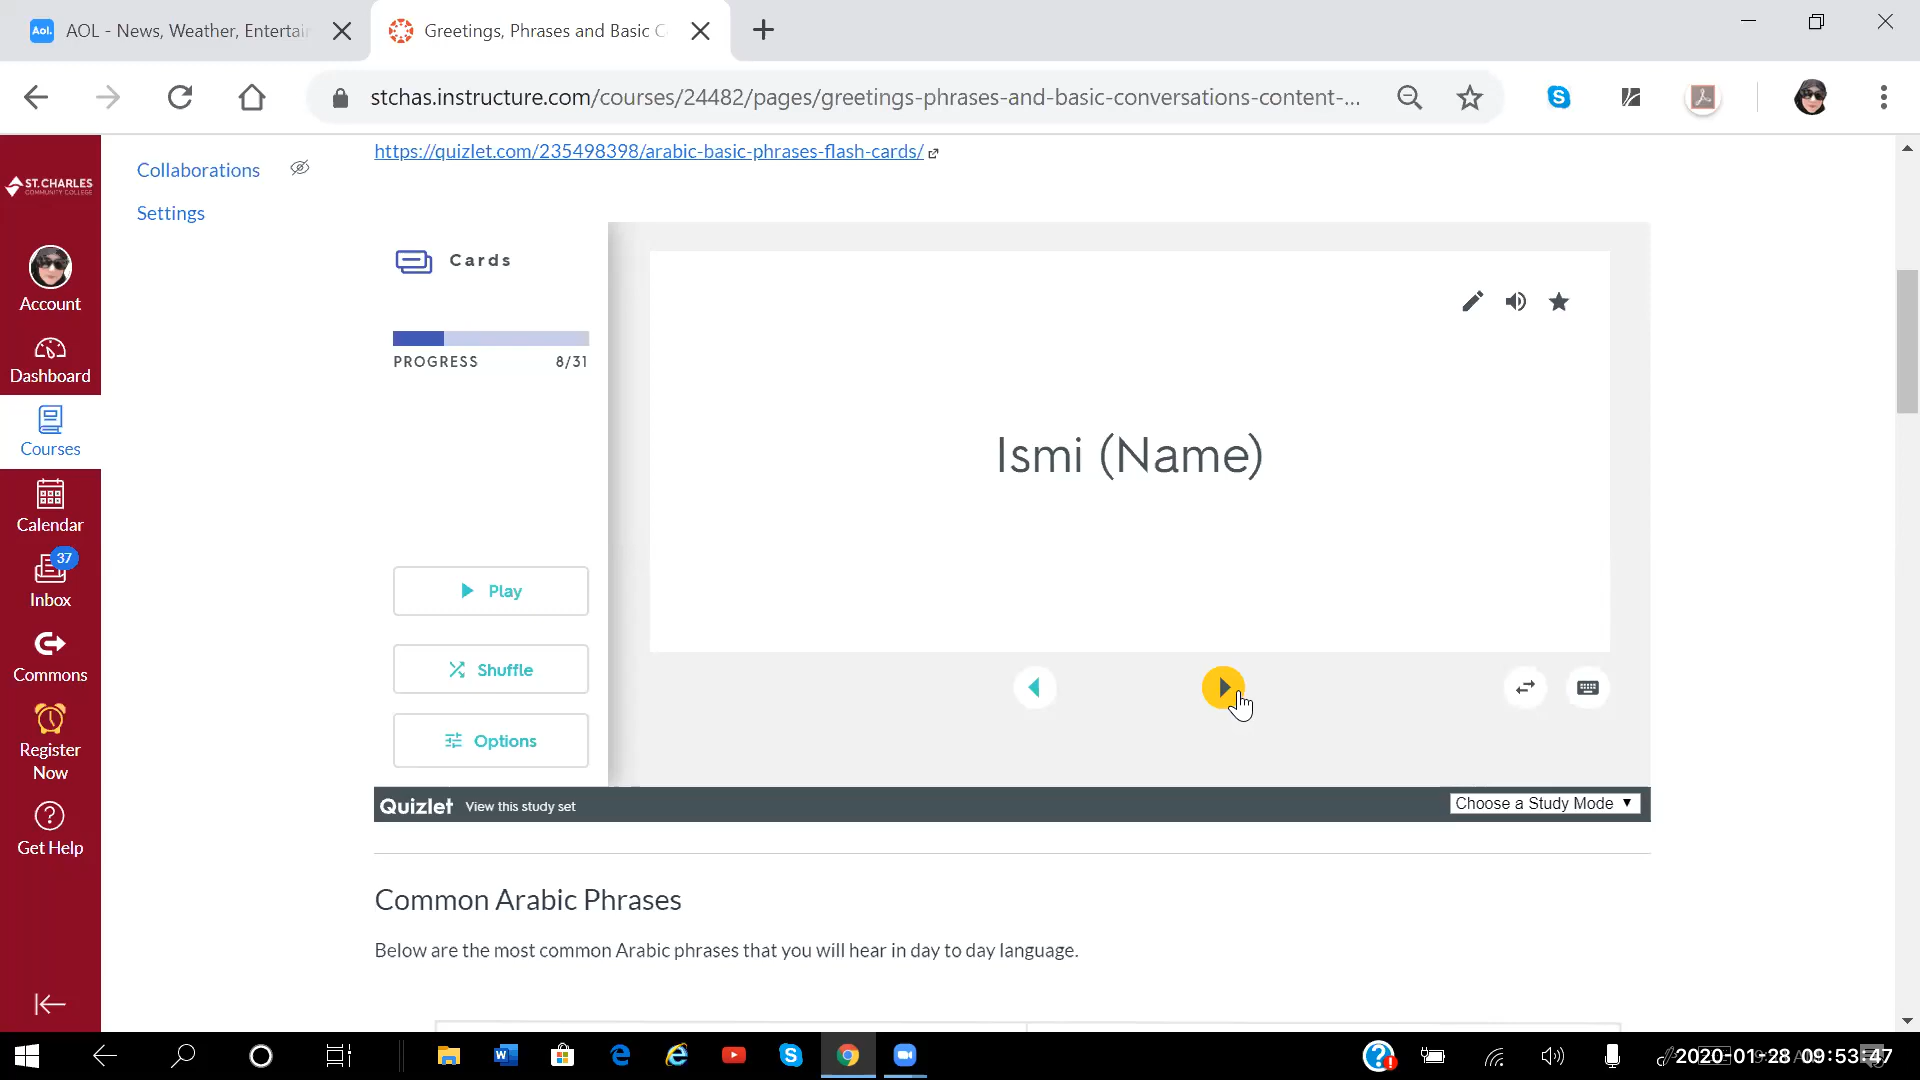 AOL - News, Weather, Entertain
Greetings, Phrases and Basic C
stchas.instructure.com/courses/24482/pages/greetings-phrases-and-basic-conversations-content-...
ST.CHARLES
COMMUNITY COLLEGE
Account
Dashboard
Courses
Calendar
37
Inbox
Commons
Register
Now
Get Help
Collaborations
Settings
https://quizlet.com/235498398/arabic-basic-phrases-flash-cards/
Cards
PROGRESS 8/31
Play
Shuffle
Options
Ismi (Name)
Quizlet View this study set
Choose a Study Mode
Common Arabic Phrases
Below are the most common Arabic phrases that you will hear in day to day language.
2020-01-28 09:53:47